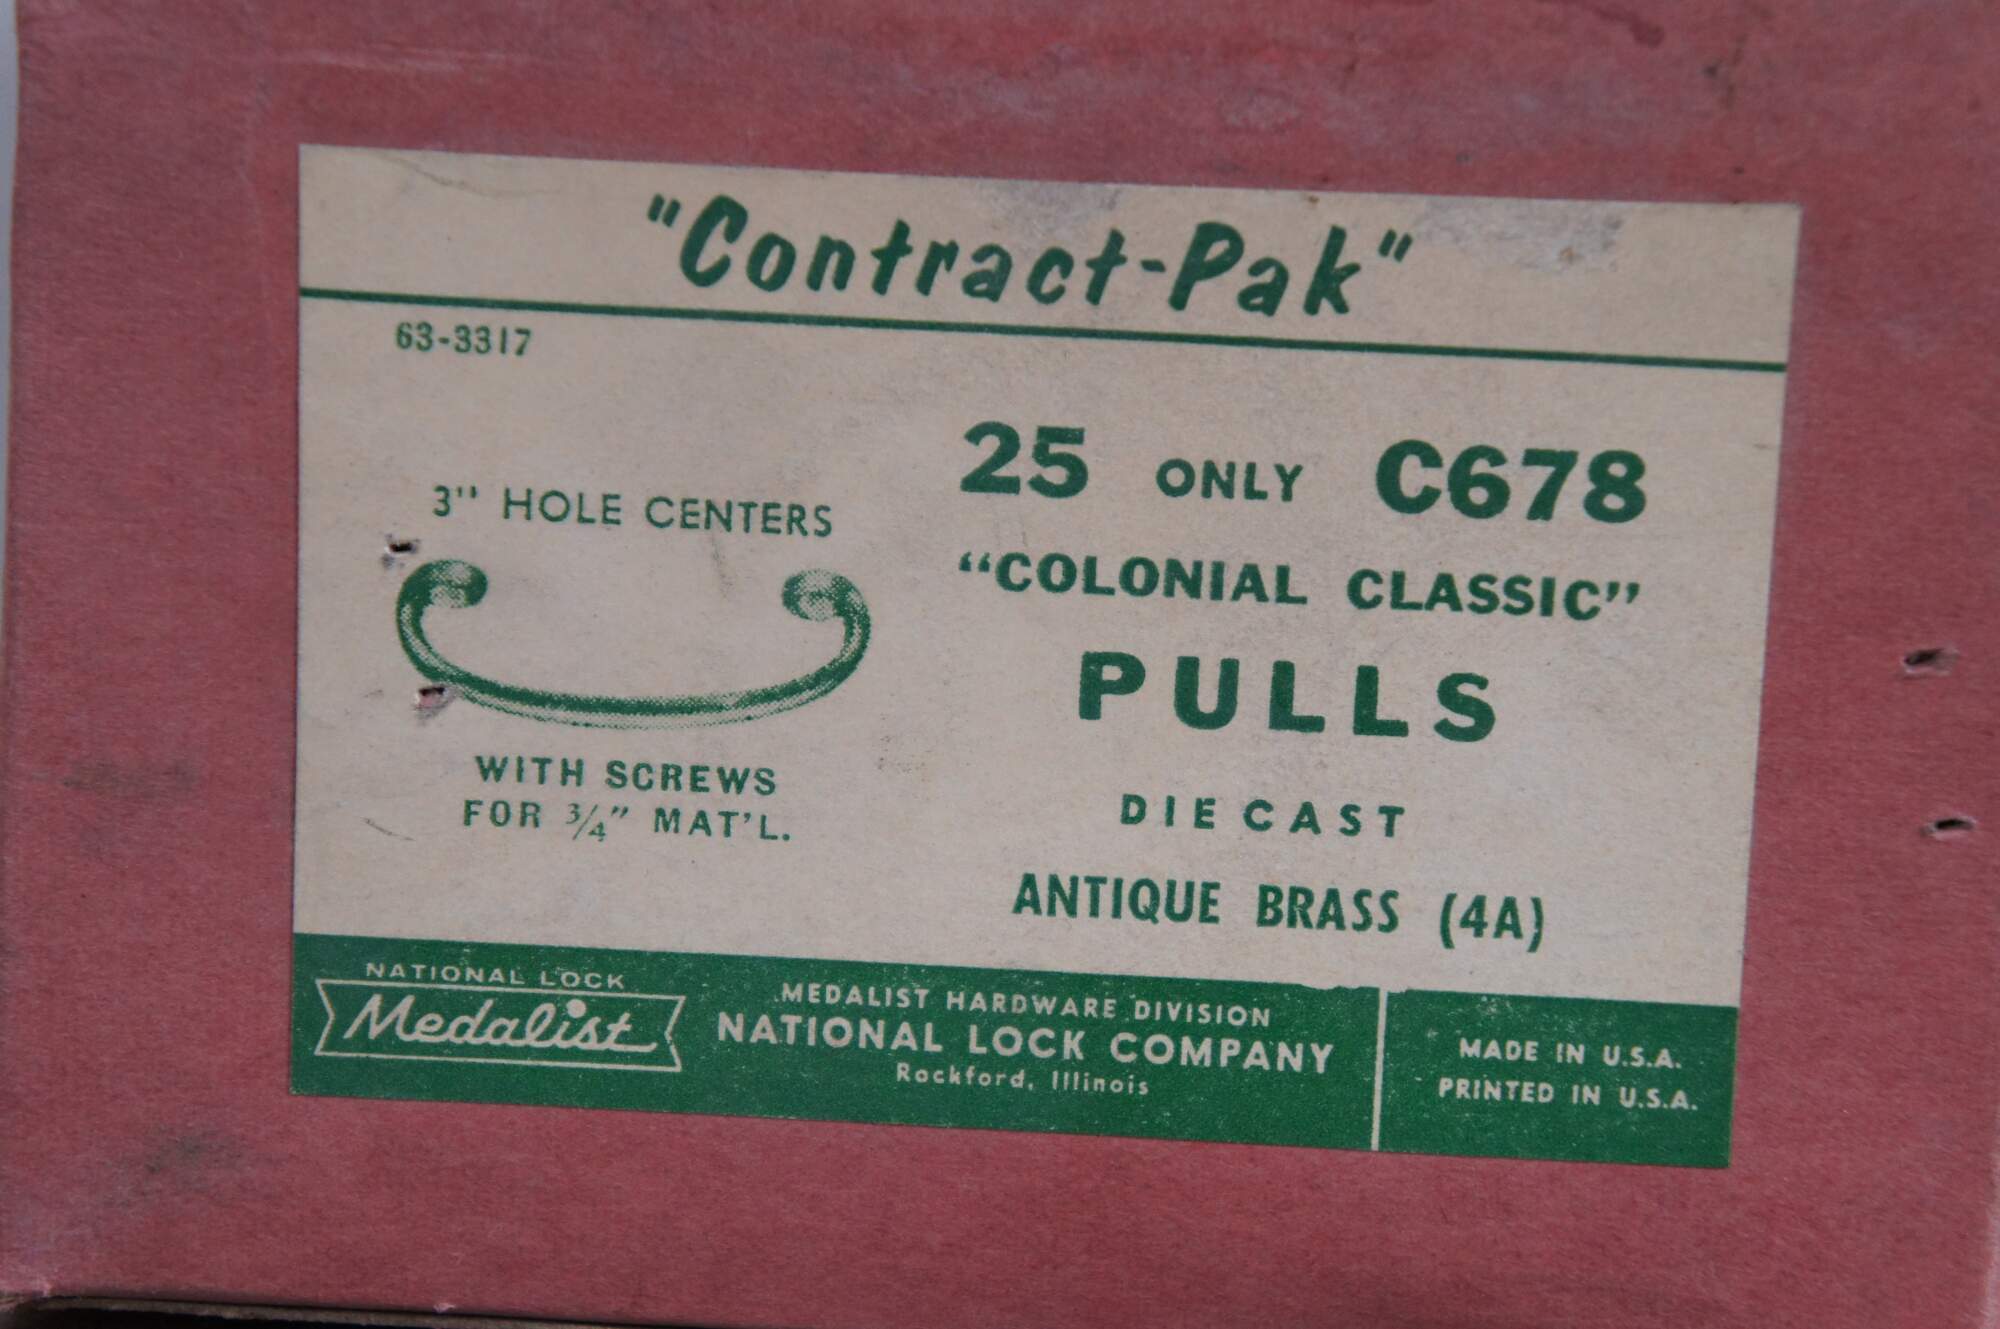 "Contract-Pak"
63-3317
3" HOLE CENTERS
WITH SCREWS
FOR 3/4" MAT'L.
25 ONLY C678
“COLONIAL CLASSIC”
PULLS
DIE CAST
ANTIQUE BRASS (4A)
NATIONAL LOCK
Medalist
MEDALIST HARDWARE DIVISION
NATIONAL LOCK COMPANY
Rockford, Illinois
MADE IN U.S.A.
PRINTED IN U.S.A.